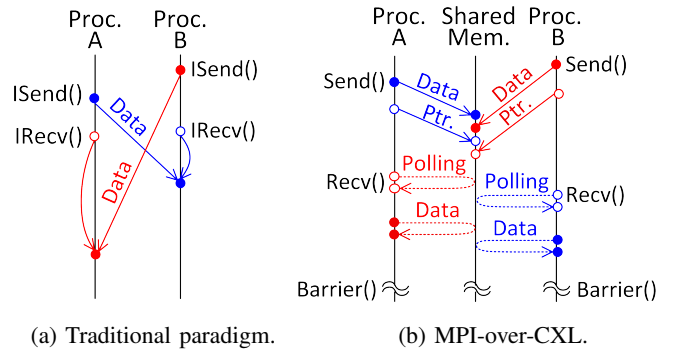 Proc.
A
Proc.
B
ISend()
ISend()
Data
IRecv()
IRecv()
Data
(a) Traditional paradigm.
Proc.
A
Shared
Mem.
Proc.
B
Send()
Data
Data
Send()
Ptr.
Ptr.
Polling
Recv()
Polling
Recv()
Data
Data
Barrier()
Barrier()
(b) MPI-over-CXL.